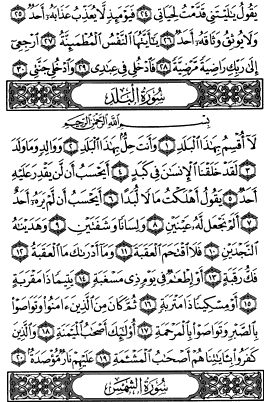 يَقُولُ يَٰلَيْتَنِى قَدَّمْتُ لِحَيَاتِى ٢٤ فَيَوْمَئِذٍ لَّا يُعَذِّبُ عَذَابَهُۥٓ أَحَدٌ ٢٥
وَلَا يُوثِقُ وَثَاقَهُۥٓ أَحَدٌ ٢٦ يَٰٓأَيَّتُهَا ٱلنَّفْسُ ٱلْمُطْمَئِنَّةُ ٢٧ ٱرْجِعِىٓ
إِلَىٰ رَبِّكِ رَاضِيَةً مَّرْضِيَّةً ٢٨ فَٱدْخُلِى فِى عِبَٰدِى ٢٩ وَٱدْخُلِى جَنَّتِى ٣٠
سُورَةُ البَلَدِ
بِسْمِ ٱللَّهِ ٱلرَّحْمَٰنِ ٱلرَّحِيمِ
لَآ أُقْسِمُ بِهَٰذَا ٱلْبَلَدِ ١ وَأَنتَ حِلٌّۢ بِهَٰذَا ٱلْبَلَدِ ٢ وَوَالِدٍ وَمَا وَلَدَ
٣ لَقَدْ خَلَقْنَا ٱلْإِنسَٰنَ فِى كَبَدٍ ٤ أَيَحْسَبُ أَن لَّن يَقْدِرَ عَلَيْهِ
أَحَدٌ ٥ يَقُولُ أَهْلَكْتُ مَالًا لُّبَدًا ٦ أَيَحْسَبُ أَن لَّمْ يَرَهُۥٓ أَحَدٌ
٧ أَلَمْ نَجْعَل لَّهُۥ عَيْنَيْنِ ٨ وَلِسَانًا وَشَفَتَيْنِ ٩ وَهَدَيْنَٰهُ
ٱلنَّجْدَيْنِ ١٠ فَلَا ٱقْتَحَمَ ٱلْعَقَبَةَ ١١ وَمَآ أَدْرَىٰكَ مَا ٱلْعَقَبَةُ ١٢
فَكُّ رَقَبَةٍ ١٣ أَوْ إِطْعَٰمٌ فِى يَوْمٍ ذِى مَسْغَبَةٍ ١٤ يَتِيمًا ذَا مَقْرَبَةٍ
١٥ أَوْ مِسْكِينًا ذَا مَتْرَبَةٍ ١٦ ثُمَّ كَانَ مِنَ ٱلَّذِينَ ءَامَنُوا۟ وَتَوَاصَوْا۟
بِٱلصَّبْرِ وَتَوَاصَوْا۟ بِٱلْمَرْحَمَةِ ١٧ أُو۟لَٰٓئِكَ أَصْحَٰبُ ٱلْمَيْمَنَةِ ١٨ وَٱلَّذِينَ
كَفَرُوا۟ بِـَٔايَٰتِنَا هُمْ أَصْحَٰبُ ٱلْمَشْـَٔمَةِ ١٩ عَلَيْهِمْ نَارٌ مُّؤْصَدَةٌۢ ٢٠
سُورَةُ الشَّمْسِ